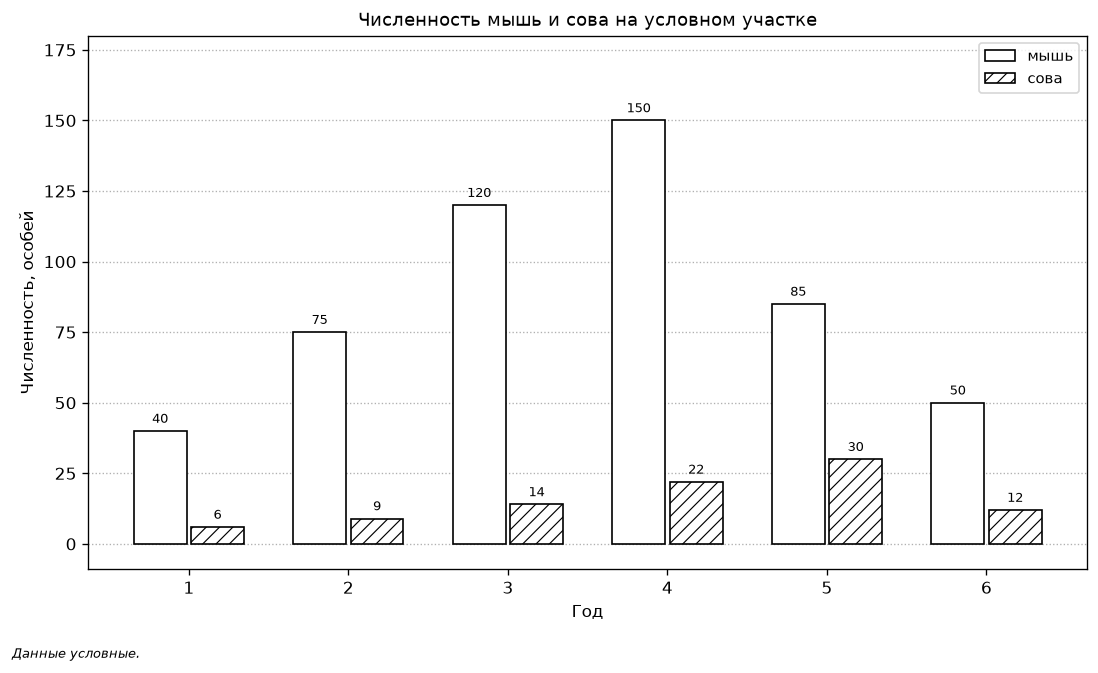 Численность мышь и сова на условном участке
мышь
сова
Численность, особей
175
150
125
100
75
50
25
0
40
6
75
9
120
14
150
22
85
30
50
12
1 2 3 4 5 6
Год
Данные условные.